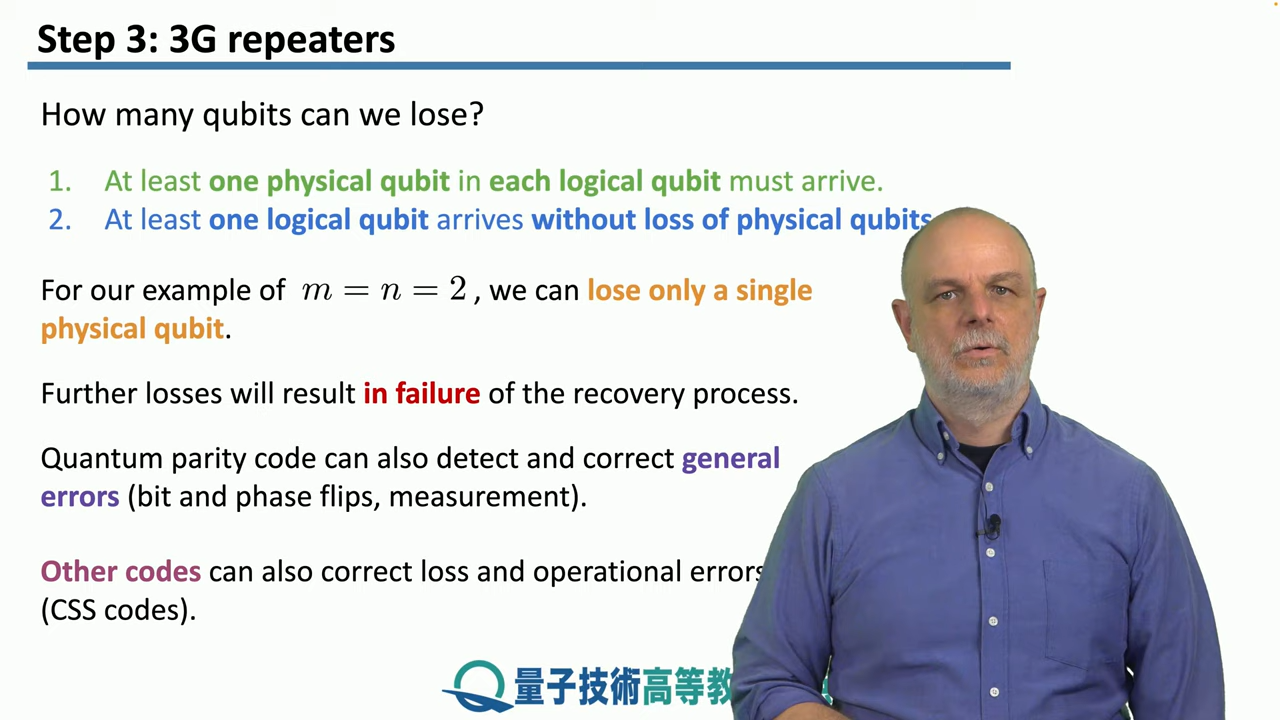 Step 3: 3G repeaters
How many qubits can we lose?
1. At least one physical qubit in each logical qubit must arrive.
2. At least one logical qubit arrives without loss of physical qubits
For our example of m = n = 2, we can lose only a single
physical qubit.
Further losses will result in failure of the recovery process.
Quantum parity code can also detect and correct general
errors (bit and phase flips, measurement).
Other codes can also correct loss and operational errors
(CSS codes).
量子技術高等教